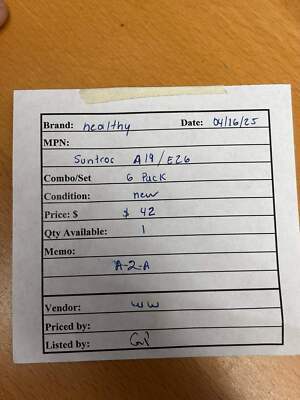 Brand: healthy Date: 04/16/25
MPN:
Suntrac A19/E26
Combo/Set 6 Pack
Condition: new
Price: $ $ 42
Qty Available: 1
Memo:
A-2-A
Vendor: WW
Priced by:
Listed by: